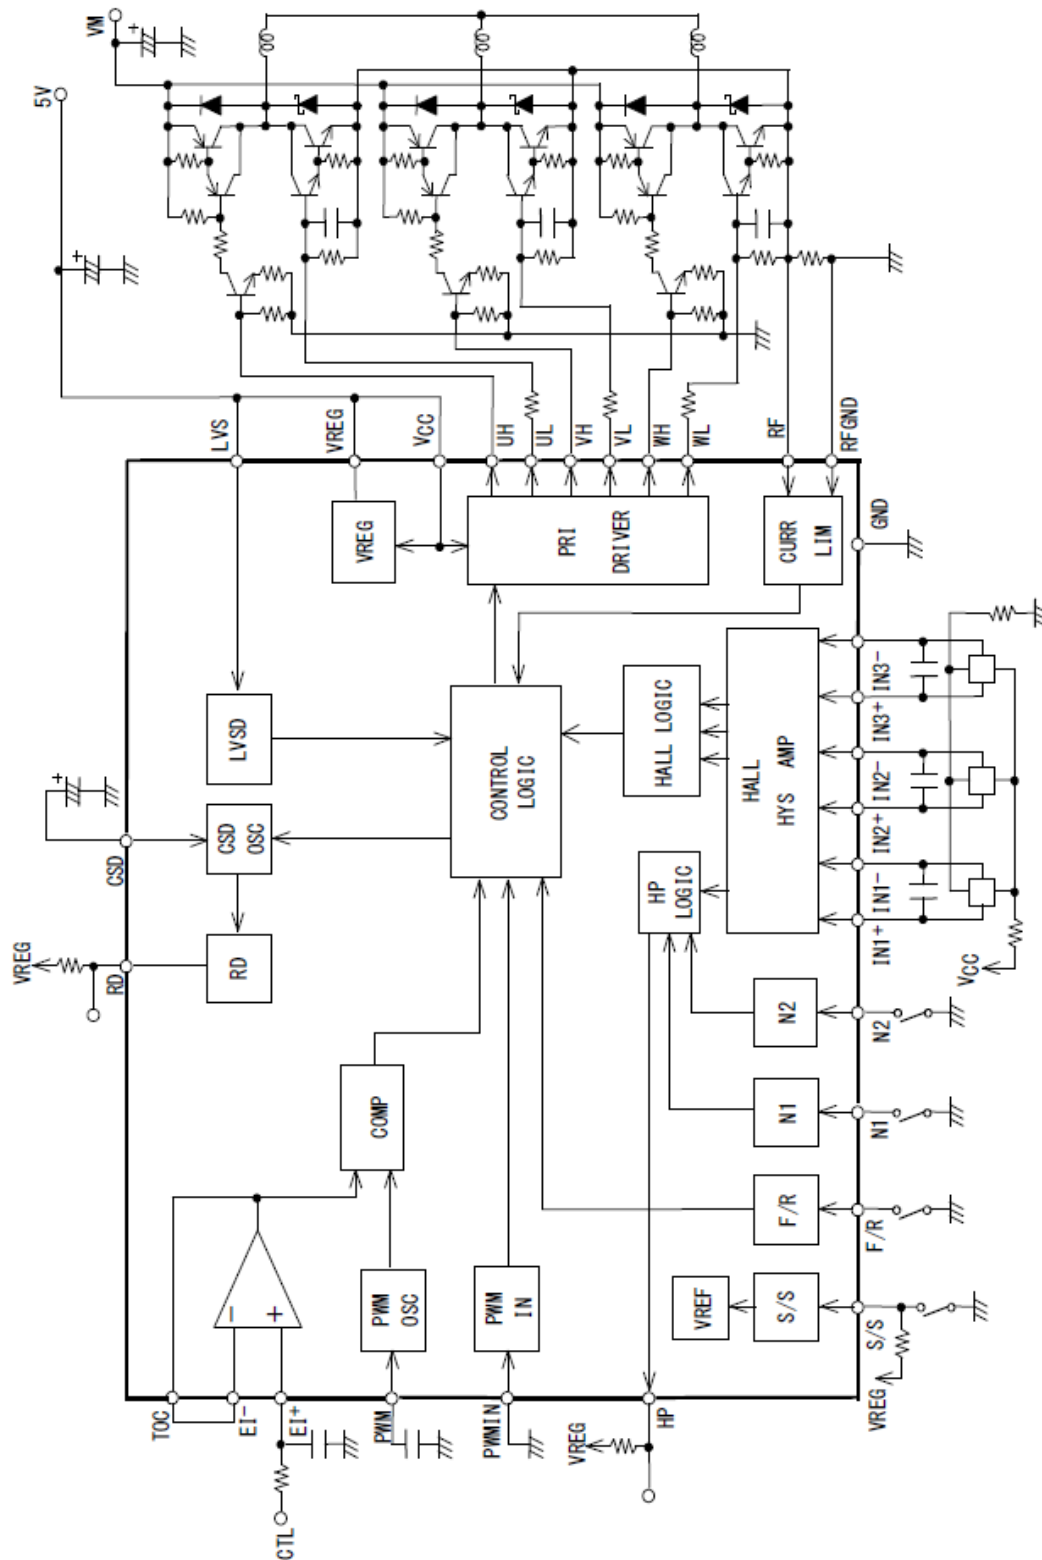 VM
5V
LVS
VREG
VCC
UH
UL
VH
VL
WH
WL
RF
RFGND
GND
VREG
PRI
DRIVER
CURR
LIM
LVSD
CSD
OSC
RD
CONTROL
LOGIC
HALL LOGIC
HALL
HYS AMP
HP
LOGIC
CSD
VREG
RD
COMP
N2
N1
F/R
S/S
VREF
PWM
OSC
PWM
IN
−
+
TOC
EI-
EI+
CTL
PWM
PWMIN
VREG
HP
IN3-
IN3+
IN2-
IN2+
IN1-
IN1+
VCC
N2
N1
F/R
S/S
VREG
+
+
+